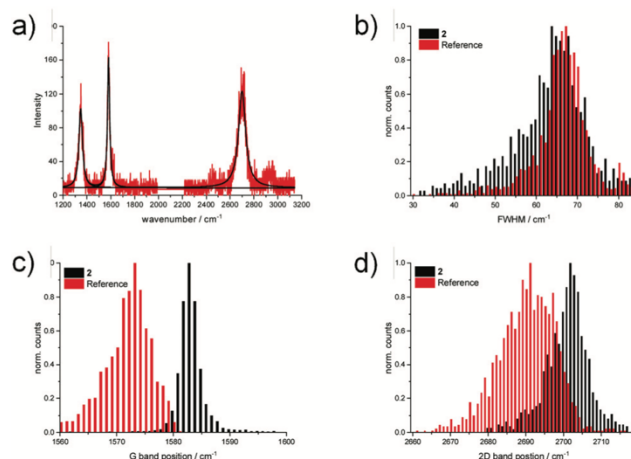 a)
160
120
80
40
0
Intensity
1200 1400 1600 1800 2000 2200 2400 2600 2800 3000 3200
wavenumber / cm⁻¹
b)
2
Reference
1.0
0.8
0.6
0.4
0.2
0.0
norm. counts
30 40 50 60 70 80
FWHM / cm⁻¹
c)
2
Reference
1.0
0.8
0.6
0.4
0.2
0.0
norm. counts
1560 1570 1580 1590 1600
G band position / cm⁻¹
d)
2
Reference
1.0
0.8
0.6
0.4
0.2
0.0
norm. counts
2660 2670 2680 2690 2700 2710
2D band postion / cm⁻¹